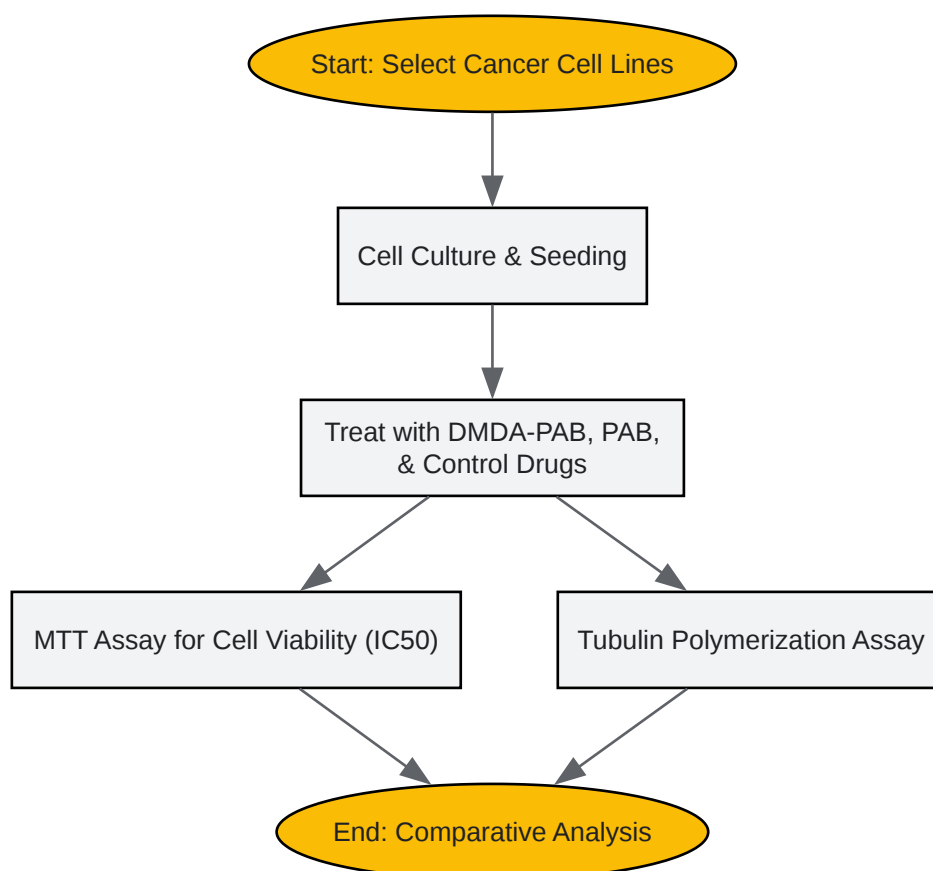 Start: Select Cancer Cell Lines
Cell Culture & Seeding
Treat with DMDA-PAB, PAB,
& Control Drugs
MTT Assay for Cell Viability (IC50)
Tubulin Polymerization Assay
End: Comparative Analysis